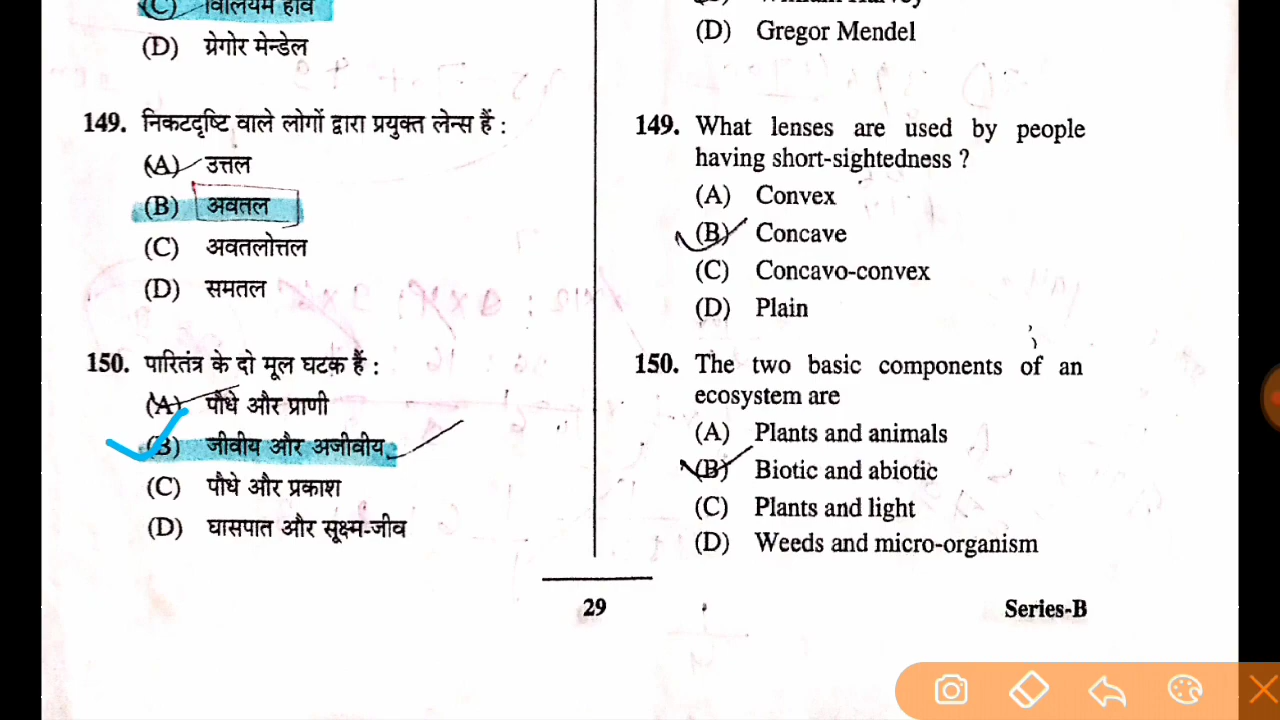 (C) विलियम हार्वे
(D) ग्रेगोर मेन्डेल
149. निकटदृष्टि वाले लोगों द्वारा प्रयुक्त लेन्स हैं :
(A) उत्तल
(B) अवतल
(C) अवतलोत्तल
(D) समतल
150. पारितंत्र के दो मूल घटक हैं :
(A) पौधे और प्राणी
(B) जीवीय और अजीवीय
(C) पौधे और प्रकाश
(D) घासपात और सूक्ष्म-जीव
William Harvey
(D) Gregor Mendel
149. What lenses are used by people
having short-sightedness ?
(A) Convex
(B) Concave
(C) Concavo-convex
(D) Plain
150. The two basic components of an
ecosystem are
(A) Plants and animals
(B) Biotic and abiotic
(C) Plants and light
(D) Weeds and micro-organism
29
Series-B